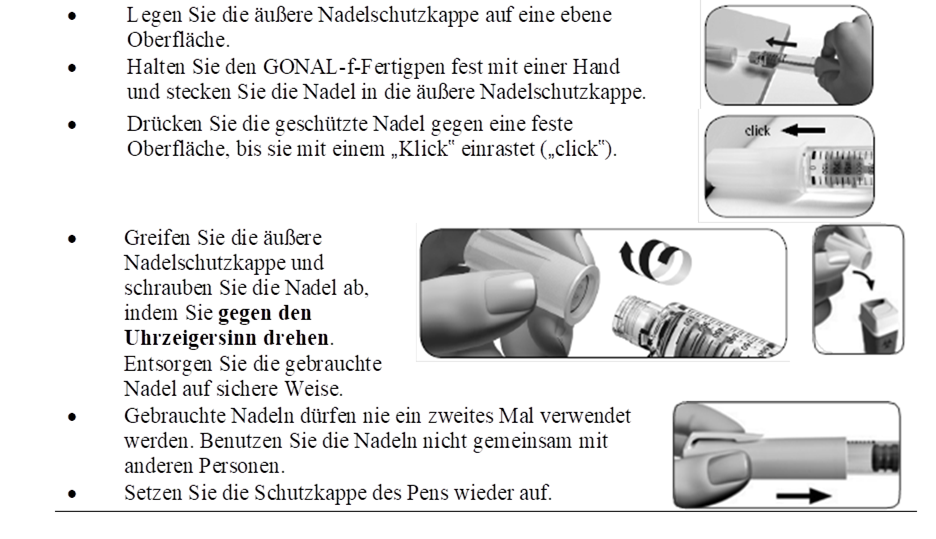 • Legen Sie die äußere Nadelschutzkappe auf eine ebene
Oberfläche.
• Halten Sie den GONAL-f-Fertigpen fest mit einer Hand
und stecken Sie die Nadel in die äußere Nadelschutzkappe.
• Drücken Sie die geschützte Nadel gegen eine feste
Oberfläche, bis sie mit einem „Klick“ einrastet („click“).
click
• Greifen Sie die äußere
Nadelschutzkappe und
schrauben Sie die Nadel ab,
indem Sie gegen den
Uhrzeigersinn drehen.
Entsorgen Sie die gebrauchte
Nadel auf sichere Weise.
• Gebrauchte Nadeln dürfen nie ein zweites Mal verwendet
werden. Benutzen Sie die Nadeln nicht gemeinsam mit
anderen Personen.
• Setzen Sie die Schutzkappe des Pens wieder auf.